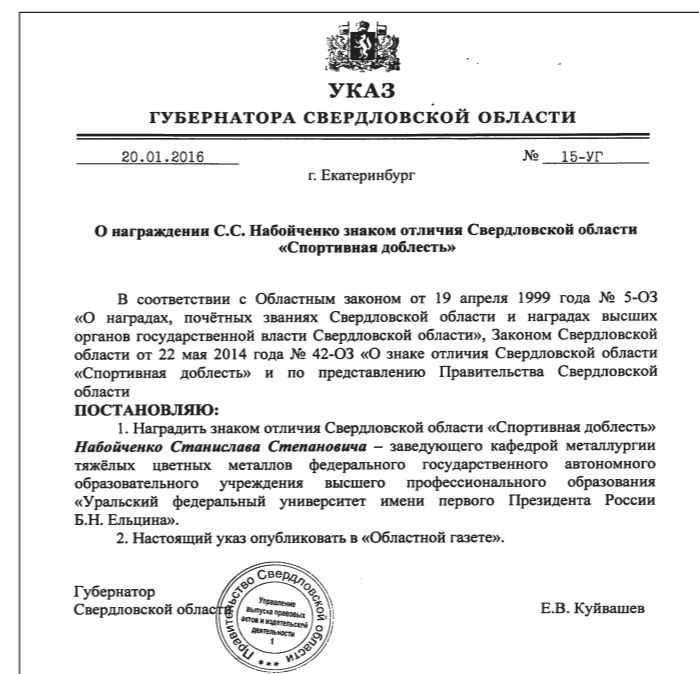 УКАЗ
ГУБЕРНАТОРА СВЕРДЛОВСКОЙ ОБЛАСТИ
20.01.2016 № 15-УГ
г. Екатеринбург
О награждении С.С. Набойченко знаком отличия Свердловской области
«Спортивная доблесть»
В соответствии с Областным законом от 19 апреля 1999 года № 5-ОЗ
«О наградах, почётных званиях Свердловской области и наградах высших
органов государственной власти Свердловской области», Законом Свердловской
области от 22 мая 2014 года № 42-ОЗ «О знаке отличия Свердловской области
«Спортивная доблесть» и по представлению Правительства Свердловской
области
ПОСТАНОВЛЯЮ:
1. Наградить знаком отличия Свердловской области «Спортивная доблесть»
Набойченко Станислава Степановича – заведующего кафедрой металлургии
тяжёлых цветных металлов федерального государственного автономного
образовательного учреждения высшего профессионального образования
«Уральский федеральный университет имени первого Президента России
Б.Н. Ельцина».
2. Настоящий указ опубликовать в «Областной газете».
Губернатор
Свердловской области Е.В. Куйвашев
Правительство Свердловской области
Управление
выпуска правовых
актов и издательской
деятельности
1
***